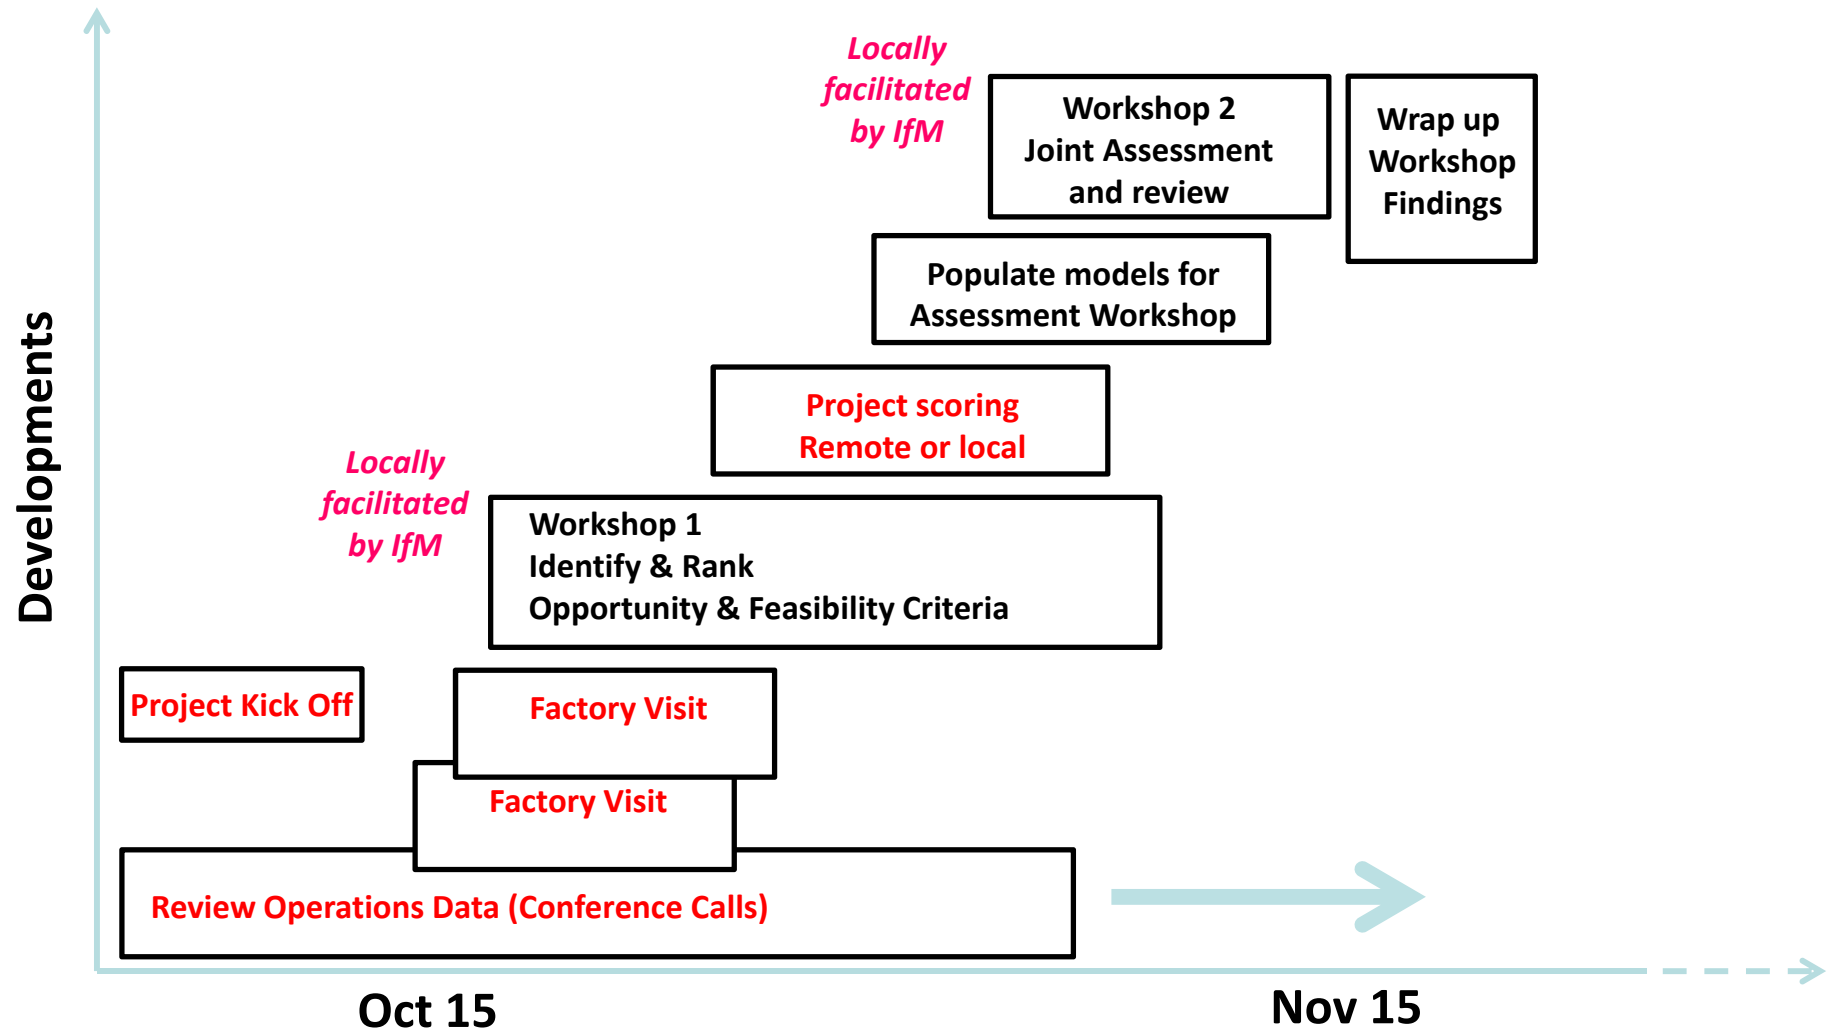 Locally
facilitated
by IfM
Workshop 2
Joint Assessment
and review
Wrap up
Workshop
Findings
Populate models for
Assessment Workshop
Project scoring
Remote or local
Locally
facilitated
by IfM
Workshop 1
Identify & Rank
Opportunity & Feasibility Criteria
Developments
Project Kick Off
Factory Visit
Factory Visit
Review Operations Data (Conference Calls)
Oct 15
Nov 15